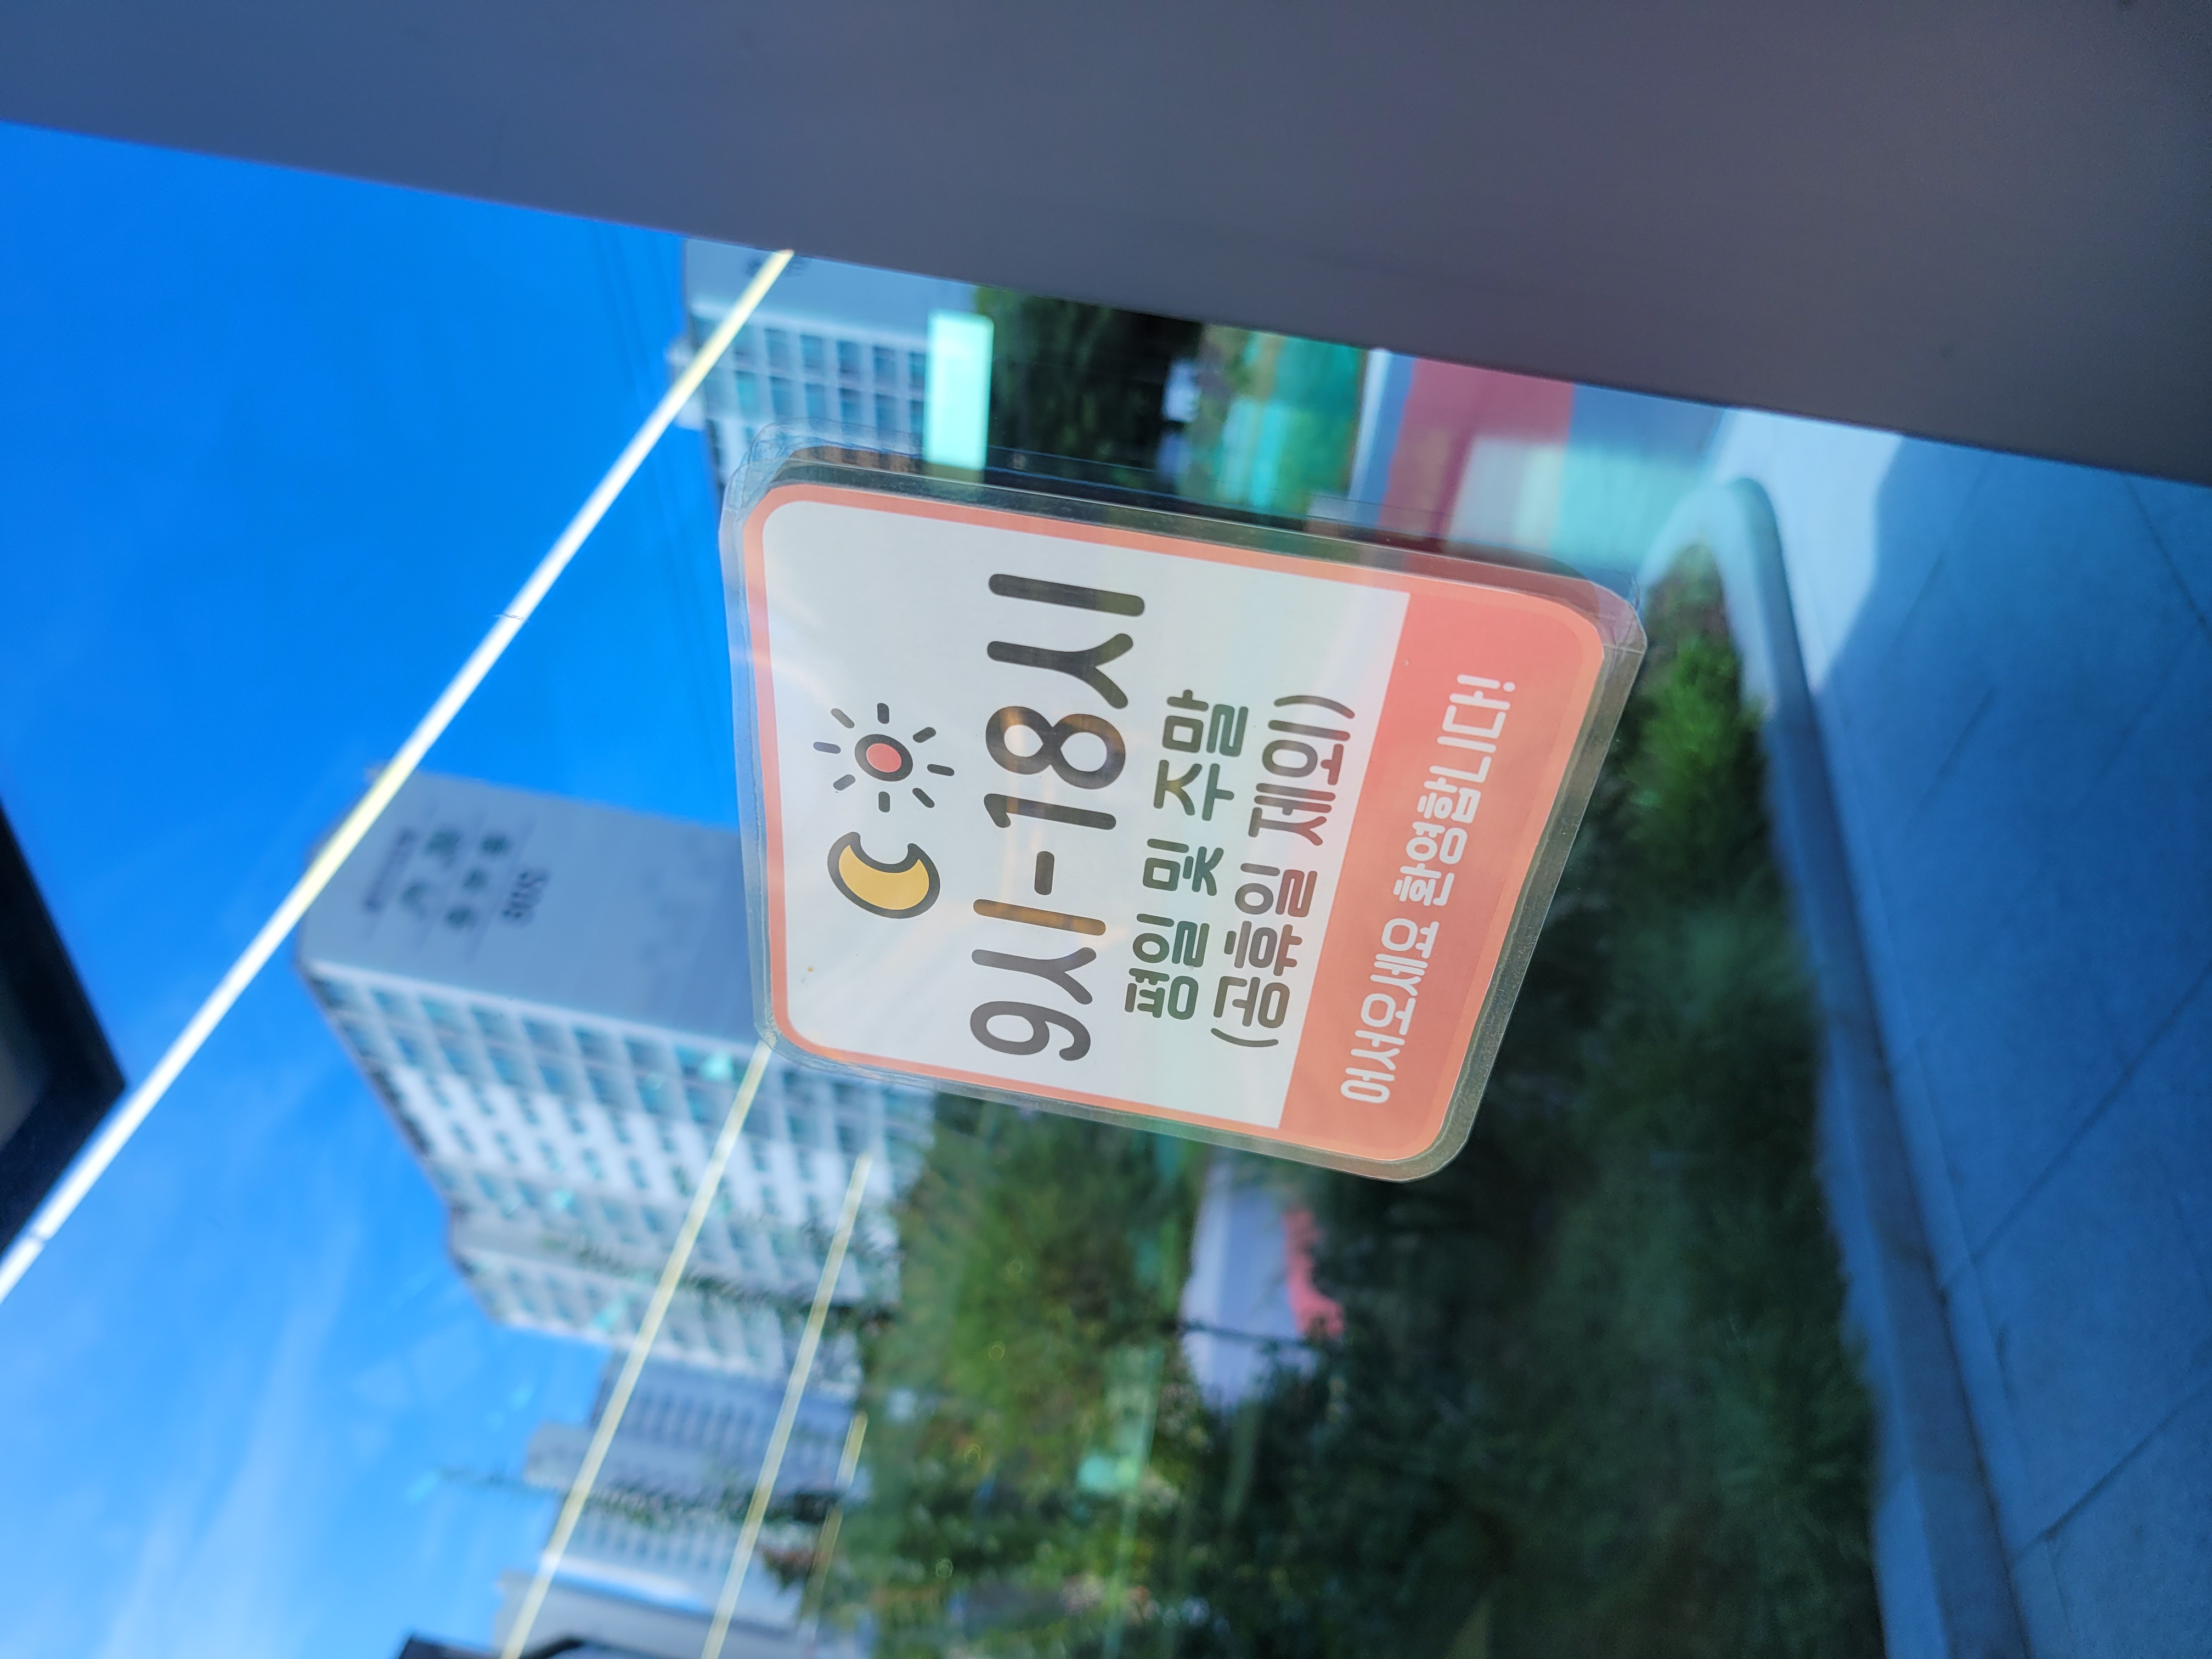 9시-18시
평일 및 주말
(공휴일 제외)
어서오세요 환영합니다!